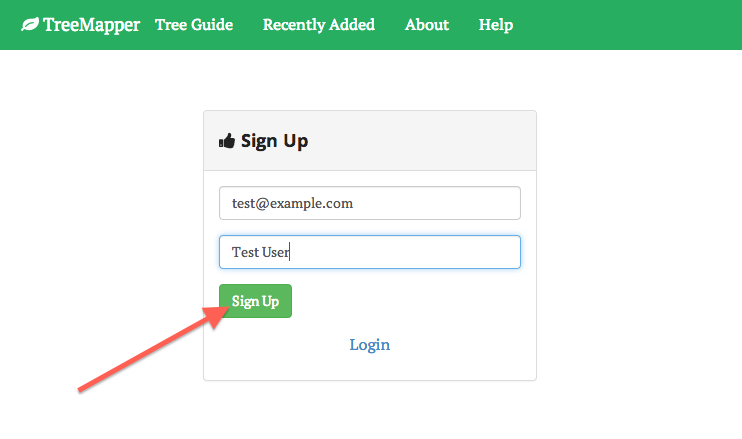 TreeMapper Tree Guide Recently Added About Help
Sign Up
test@example.com
Test User
Sign Up
Login